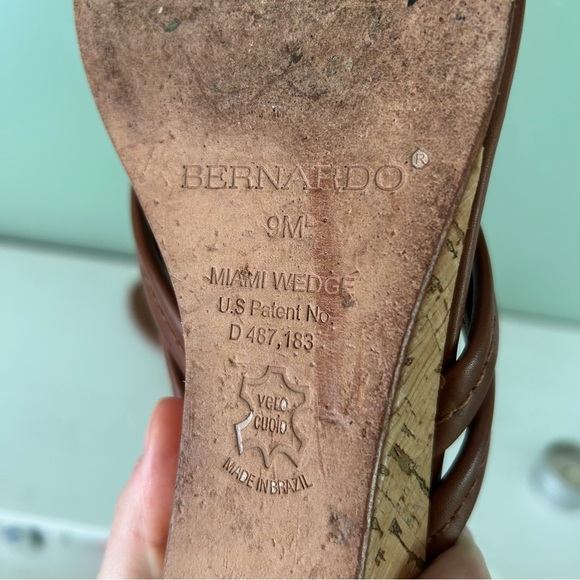 BERNARDO®
9M
MIAMI WEDGE
U.S Patent No.
D 467,183
vero
cuoio
MADE IN BRAZIL